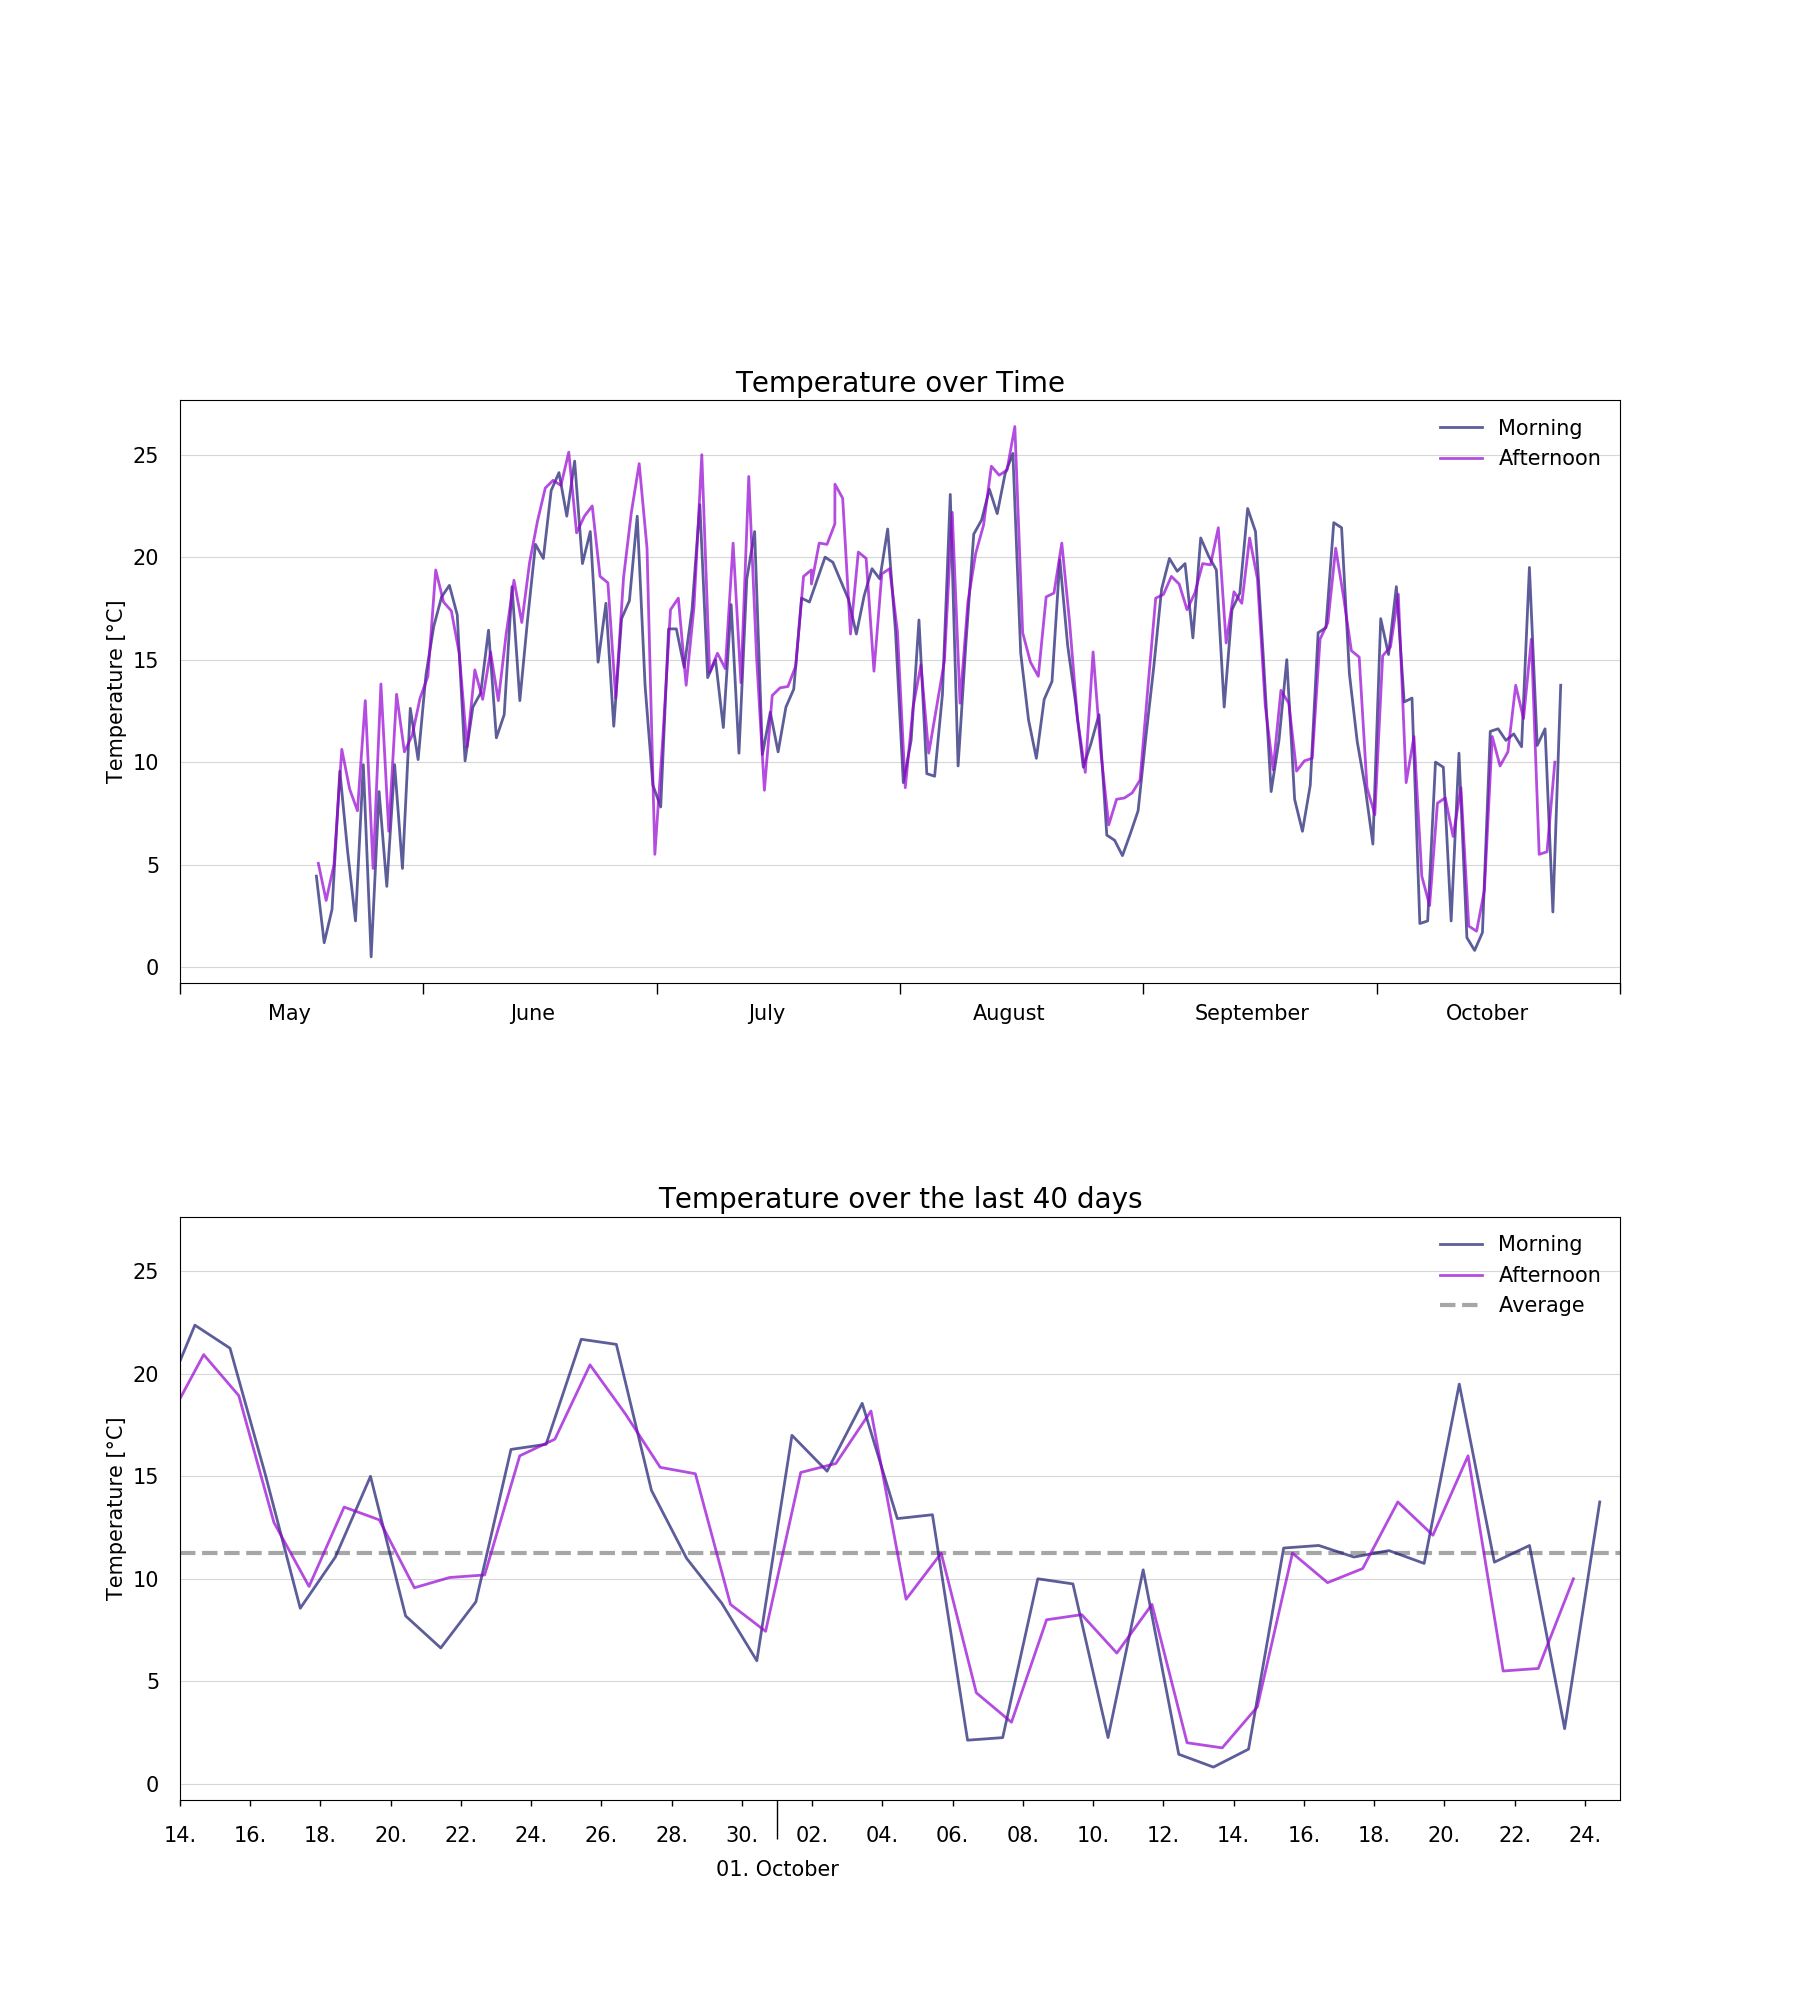 Temperature over Time
Morning
Afternoon
25
20
15
10
5
0
Temperature [°C]
May June July August September October
Temperature over the last 40 days
Morning
Afternoon
Average
25
20
15
10
5
0
Temperature [°C]
14. 16. 18. 20. 22. 24. 26. 28. 30. 02. 04. 06. 08. 10. 12. 14. 16. 18. 20. 22. 24.
01. October